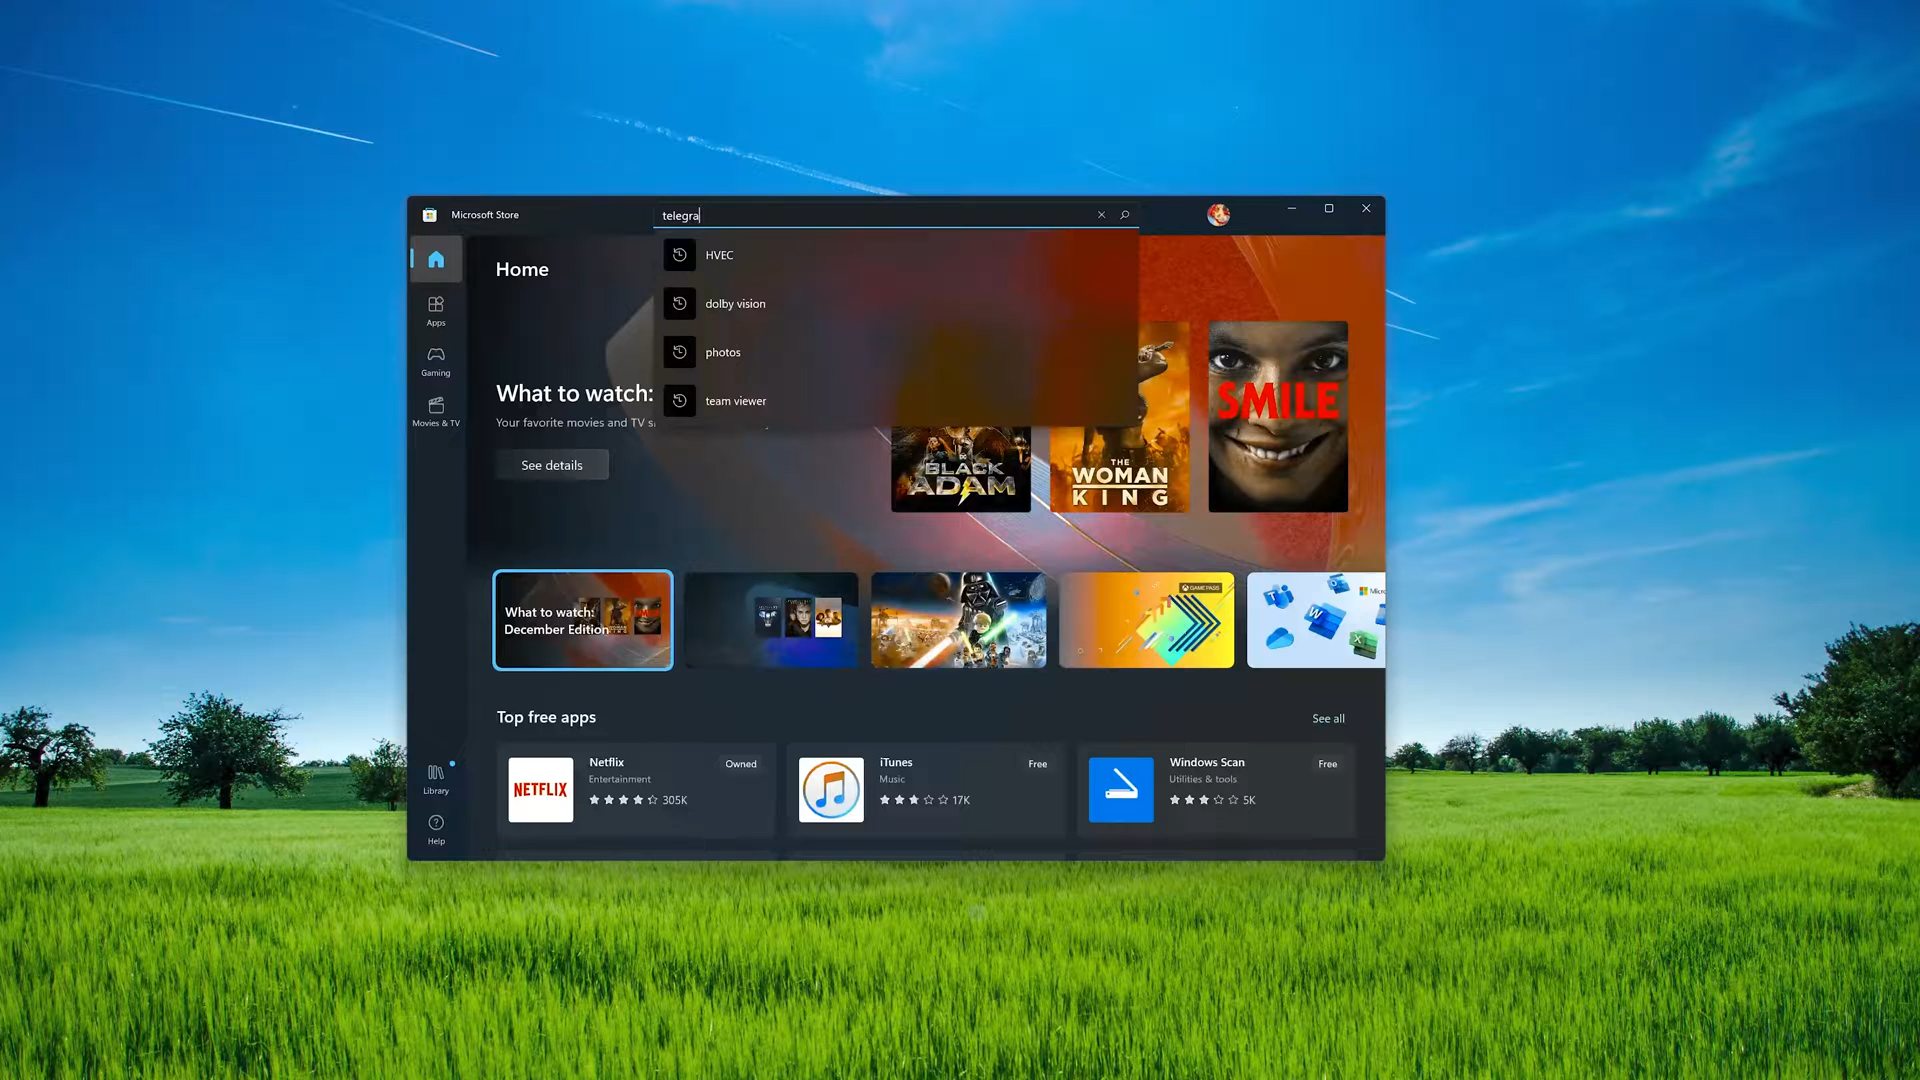 Microsoft Store
telegra
HVEC
dolby vision
photos
team viewer
Home
Apps
Gaming
Movies & TV
What to watch:
Your favorite movies and TV s
See details
BLACK
ADAM
THE
WOMAN
KING
SMILE
What to watch:
December Edition
GAME PASS
Micro
Top free apps
See all
NETFLIX
Netflix
Owned
Entertainment
305K
iTunes
Free
Music
17K
Windows Scan
Free
Utilities & tools
5K
Library
Help